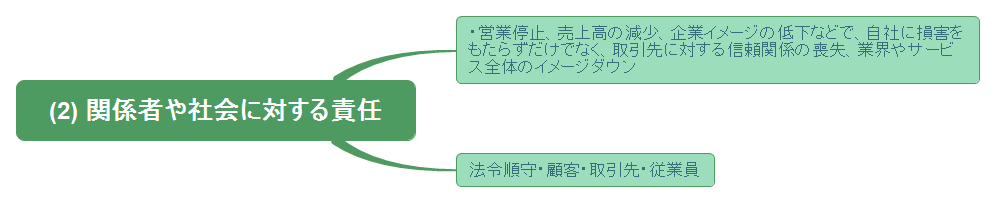 (2) 関係者や社会に対する責任
・営業停止、売上高の減少、企業イメージの低下などで、自社に損害を
もたらずだけでなく、取引先に対する信頼関係の喪失、業界やサービ
ス全体のイメージダウン
法令順守・顧客・取引先・従業員